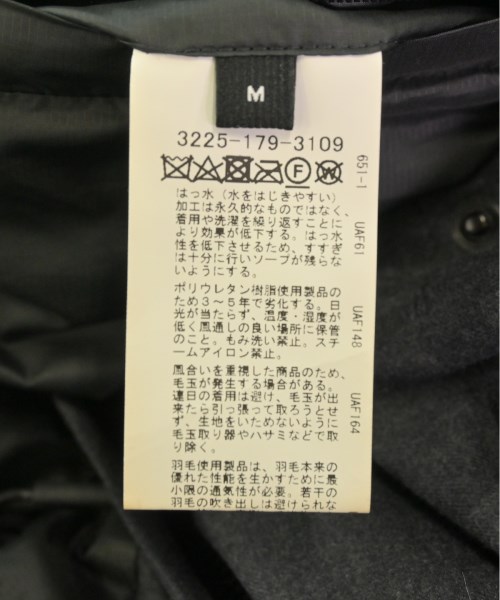 M
3225-179-3109
F W
はっ水（水をはじきやすい）
加工は永久的なものではなく、
着用や洗濯を繰り返すことに
より効果が低下する。はっ水
性を低下させるため、すすぎ
は十分に行いソープが残らな
いようにする。
ポリウレタン樹脂使用製品の
ため３～５年で劣化する。日
光が当たらず、温度・湿度が
低く風通しの良い場所に保管
のこと。もみ洗い禁止。スチ
ームアイロン禁止。
風合いを重視した商品のため、
毛玉が発生する場合がある。
連日の着用は避け、毛玉が出
来たら引っ張って取ろうとせ
ず、生地をいためないように
毛玉取り器やハサミなどで取
り除く。
羽毛使用製品は、羽毛本来の
優れた性能を生かすために最
小限の通気性が必要。若干の
羽毛の吹き出しは避けられな
651-1
UAF61
UAF148
UAF164